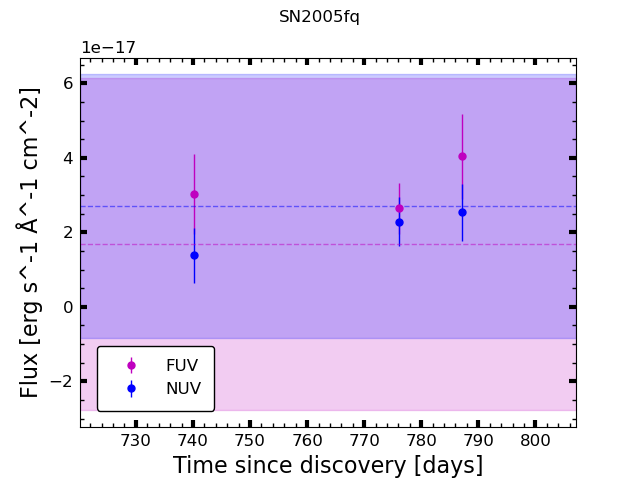 SN2005fq
1e−17
6
4
2
0
−2
Flux [erg s^-1 Å^-1 cm^-2]
FUV
NUV
730 740 750 760 770 780 790 800
Time since discovery [days]